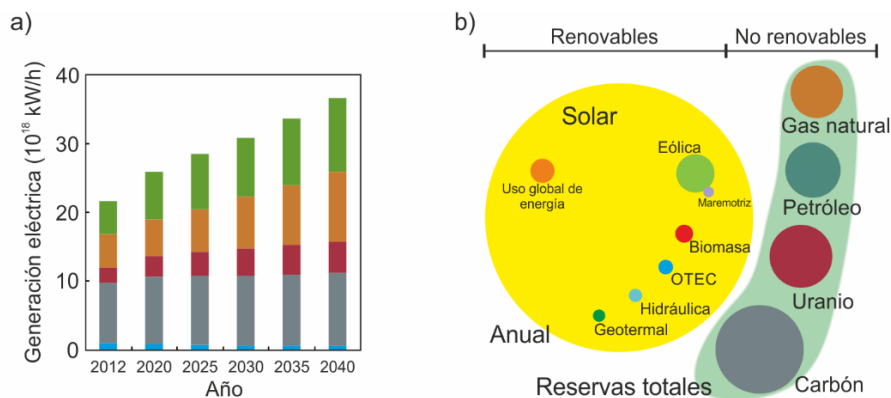 a)
Generación eléctrica (10¹⁸ kW/h)
40
30
20
10
0
2012 2020 2025 2030 2035 2040
Año
b)
Renovables
No renovables
Solar
Eólica
Uso global de
energía
Maremotriz
Biomasa
OTEC
Hidráulica
Geotermal
Anual
Gas natural
Petróleo
Uranio
Carbón
Reservas totales